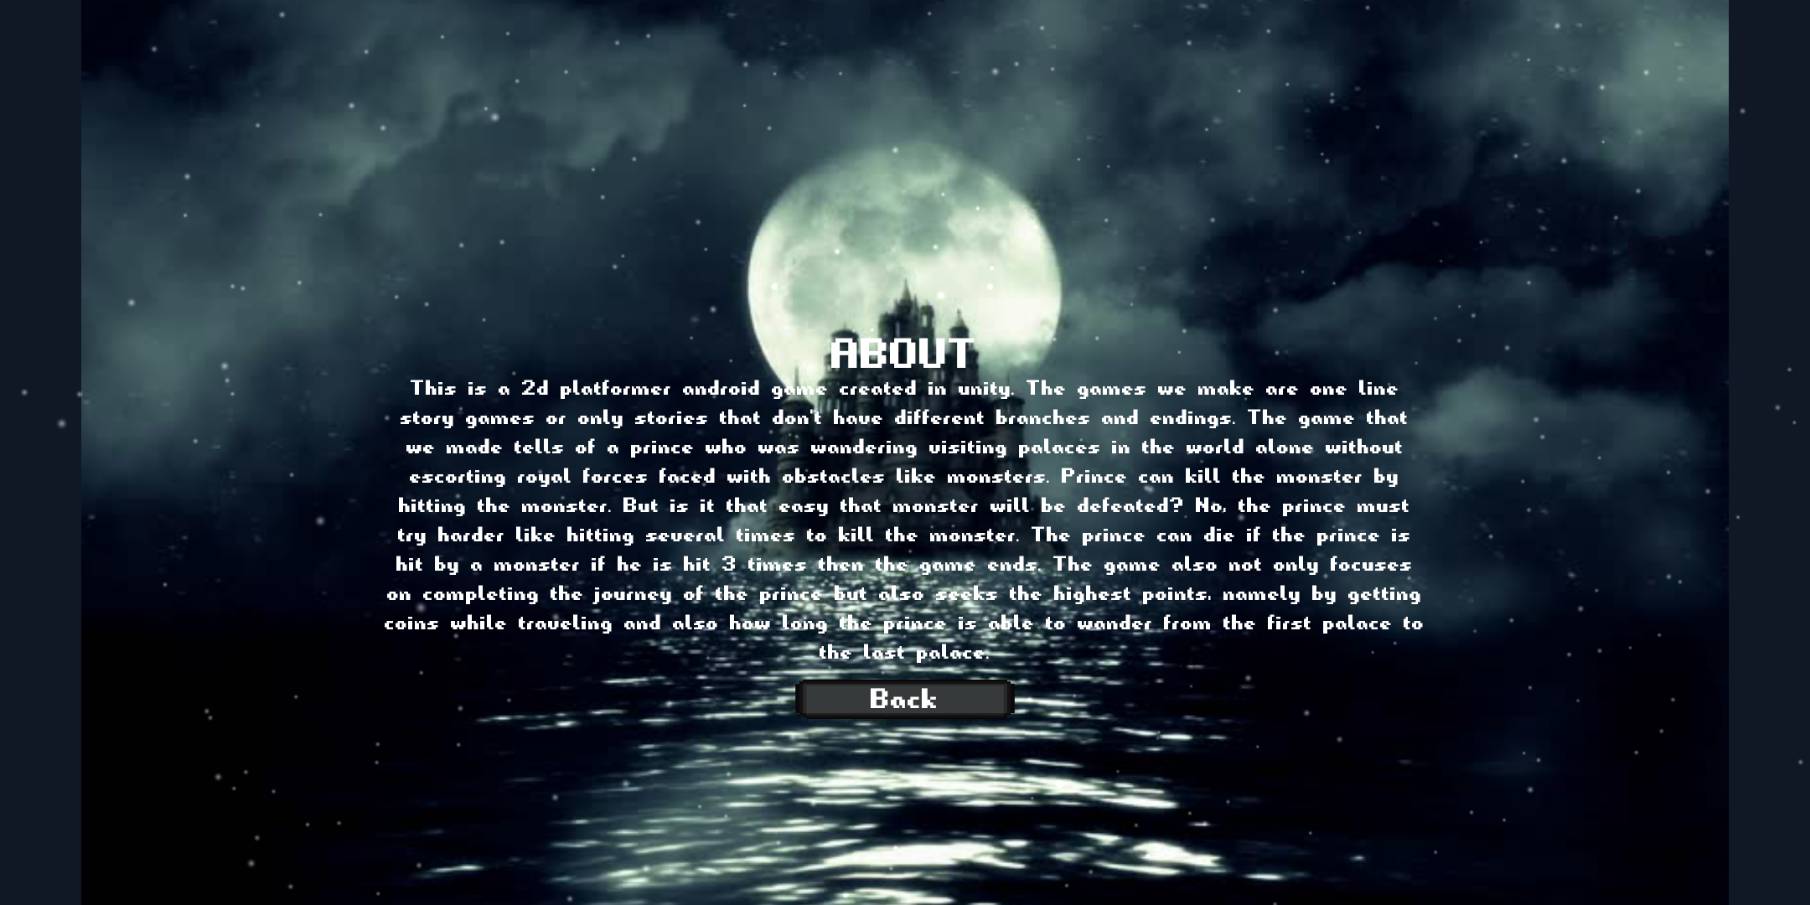 ABOUT
This is a 2d platformer android game created in unity. The games we make are one line
story games or only stories that don't have different branches and endings. The game that
we made tells of a prince who was wandering visiting palaces in the world alone without
escorting royal forces faced with obstacles like monsters. Prince can kill the monster by
hitting the monster. But is it that easy that monster will be defeated? No, the prince must
try harder like hitting several times to kill the monster. The prince can die if the prince is
hit by a monster if he is hit 3 times then the game ends. The game also not only focuses
on completing the journey of the prince but also seeks the highest points, namely by getting
coins while traveling and also how long the prince is able to wander from the first palace to
the last palace.
Back